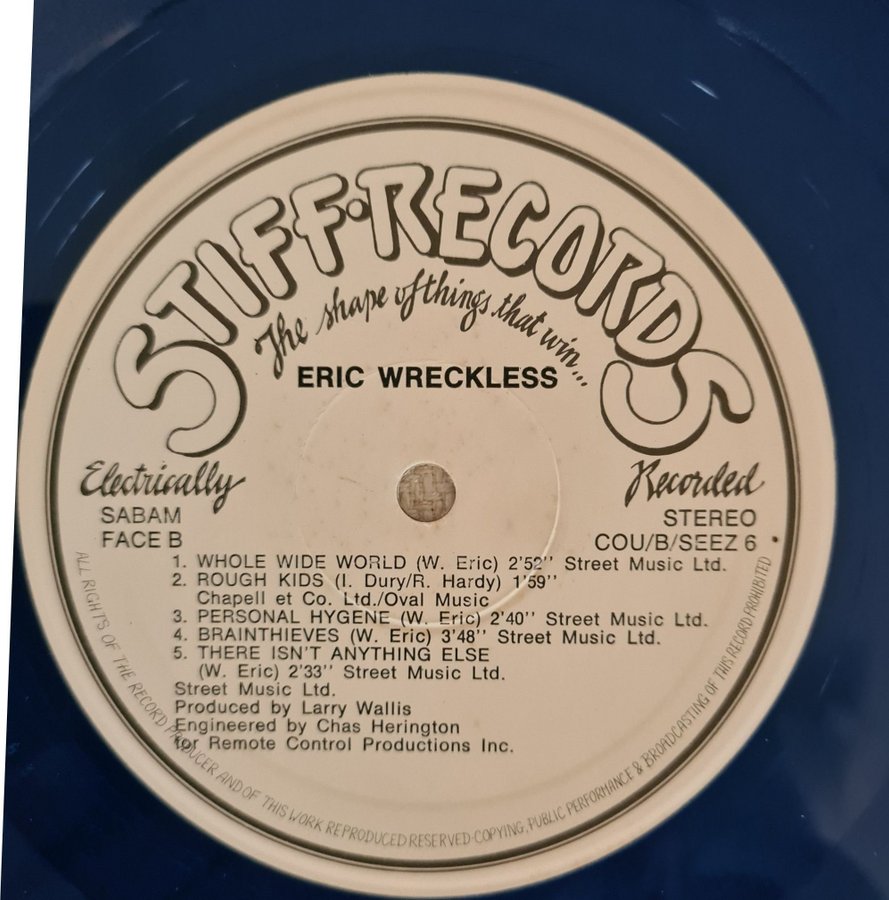 STIFF·RECORDS
The shape of things that win...
ERIC WRECKLESS
Electrically Recorded
SABAM STEREO
FACE B COU/B/SEEZ 6
1. WHOLE WIDE WORLD (W. Eric) 2'52'' Street Music Ltd.
2. ROUGH KIDS (I. Dury/R. Hardy) 1'59''
Chapell et Co. Ltd./Oval Music
3. PERSONAL HYGENE (W. Eric) 2'40'' Street Music Ltd.
4. BRAINTHIEVES (W. Eric) 3'48'' Street Music Ltd.
5. THERE ISN'T ANYTHING ELSE
(W. Eric) 2'33'' Street Music Ltd.
Street Music Ltd.
Produced by Larry Wallis
Engineered by Chas Herington
for Remote Control Productions Inc.
ALL RIGHTS OF THE RECORD PRODUCER AND OF THIS WORK REPRODUCED RESERVED·COPYING, PUBLIC PERFORMANCE & BROADCASTING OF THIS RECORD PROHIBITED